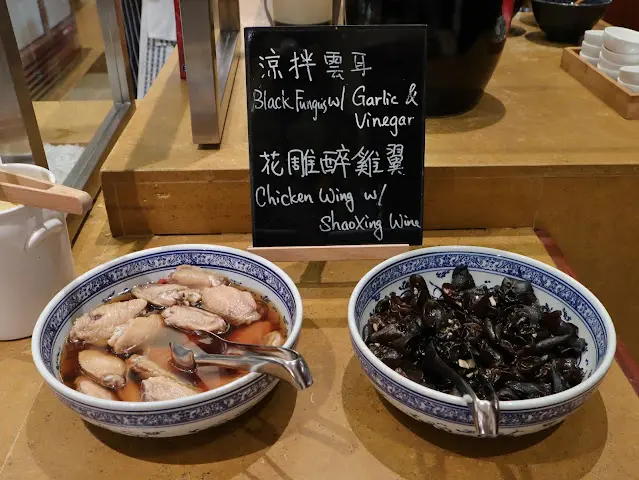 涼拌雲耳
Black Fungus w/ Garlic &
Vinegar
花雕醉雞翼
Chicken Wing w/
ShaoXing Wine